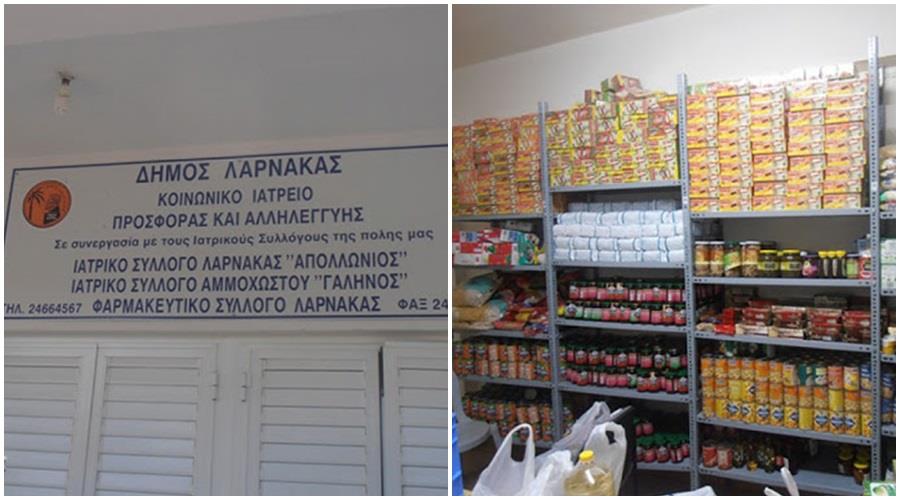 ΔΗΜΟΣ ΛΑΡΝΑΚΑΣ
ΚΟΙΝΩΝΙΚΟ ΙΑΤΡΕΙΟ
ΠΡΟΣΦΟΡΑΣ ΚΑΙ ΑΛΛΗΛΕΓΓΥΗΣ
Σε συνεργασία με τους Ιατρικούς Συλλόγους της πολης μας
ΙΑΤΡΙΚΟ ΣΥΛΛΟΓΟ ΛΑΡΝΑΚΑΣ "ΑΠΟΛΛΩΝΙΟΣ"
ΙΑΤΡΙΚΟ ΣΥΛΛΟΓΟ ΑΜΜΟΧΩΣΤΟΥ "ΓΑΛΗΝΟΣ"
ΤΗΛ. 24664567 ΦΑΡΜΑΚΕΥΤΙΚΟ ΣΥΛΛΟΓΟ ΛΑΡΝΑΚΑΣ ΦΑΞ 24